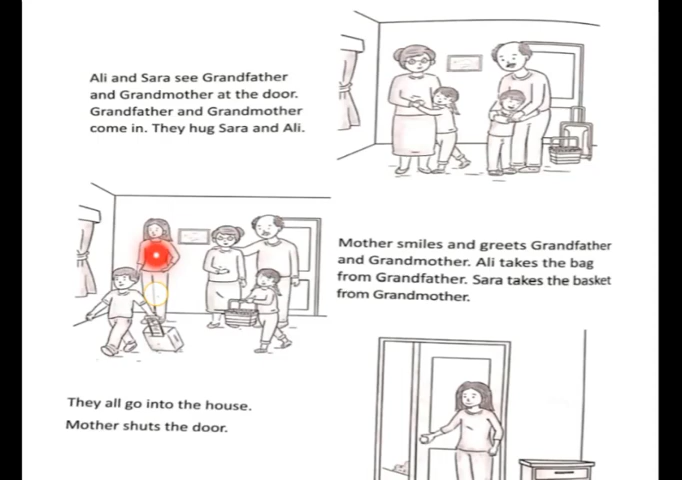 Ali and Sara see Grandfather
and Grandmother at the door.
Grandfather and Grandmother
come in. They hug Sara and Ali.
Mother smiles and greets Grandfather
and Grandmother. Ali takes the bag
from Grandfather. Sara takes the basket
from Grandmother.
They all go into the house.
Mother shuts the door.